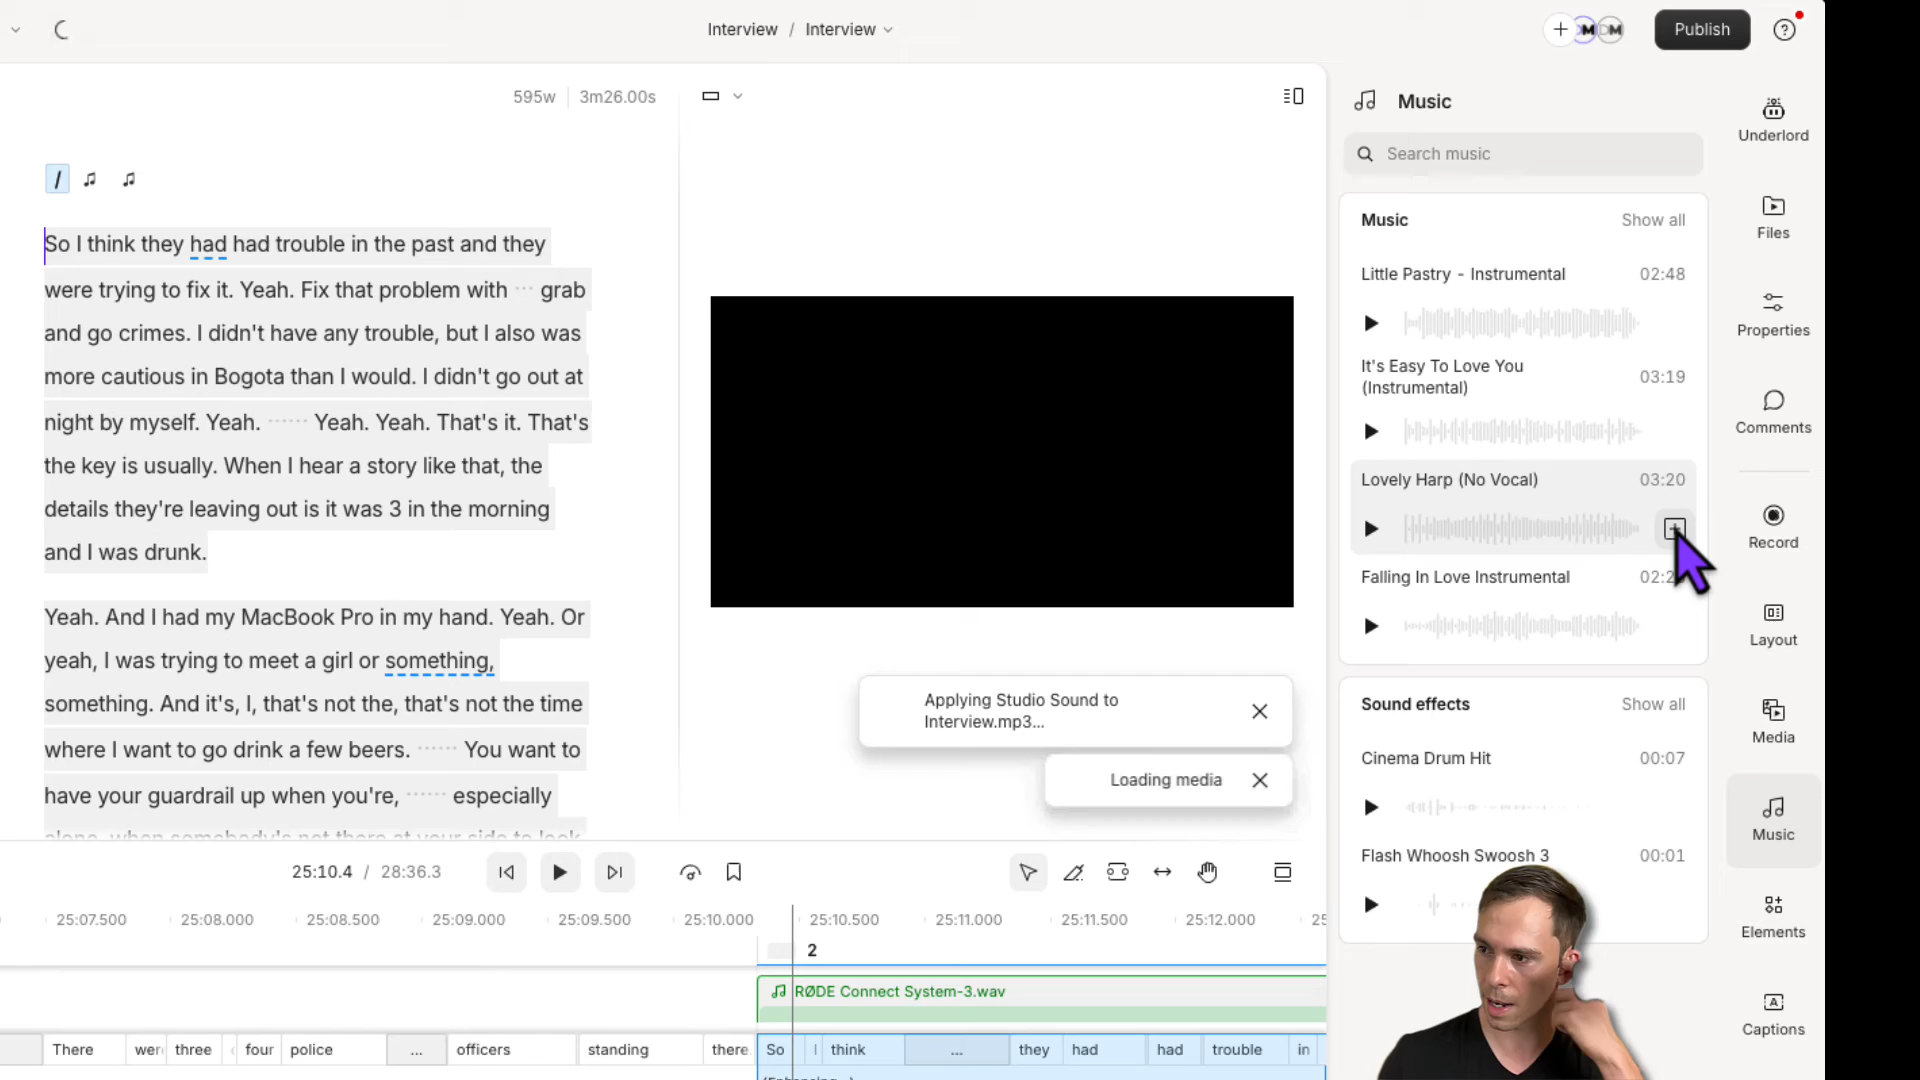 Interview / Interview
Publish
595w 3m26.00s
/
So I think they had had trouble in the past and they
were trying to fix it. Yeah. Fix that problem with ··· grab
and go crimes. I didn't have any trouble, but I also was
more cautious in Bogota than I would. I didn't go out at
night by myself. Yeah. ······ Yeah. Yeah. That's it. That's
the key is usually. When I hear a story like that, the
details they're leaving out is it was 3 in the morning
and I was drunk.
Yeah. And I had my MacBook Pro in my hand. Yeah. Or
yeah, I was trying to meet a girl or something,
something. And it's, I, that's not the, that's not the time
where I want to go drink a few beers. ······ You want to
have your guardrail up when you're, ······ especially
alone, when somebody's not there at your side to look
Applying Studio Sound to
Interview.mp3...
Loading media
Music
Search music
Music Show all
Little Pastry - Instrumental 02:48
It's Easy To Love You
(Instrumental) 03:19
Lovely Harp (No Vocal) 03:20
Falling In Love Instrumental
Sound effects Show all
Cinema Drum Hit 00:07
Flash Whoosh Swoosh 3 00:01
Underlord
Files
Properties
Comments
Record
Layout
Media
Music
Elements
Captions
25:10.4 / 28:36.3
25:07.500 25:08.000 25:08.500 25:09.000 25:09.500 25:10.000 25:10.500 25:11.000 25:11.500 25:12.000
2
RØDE Connect System-3.wav
There were three four police ... officers standing there. So I think ... they had had trouble in